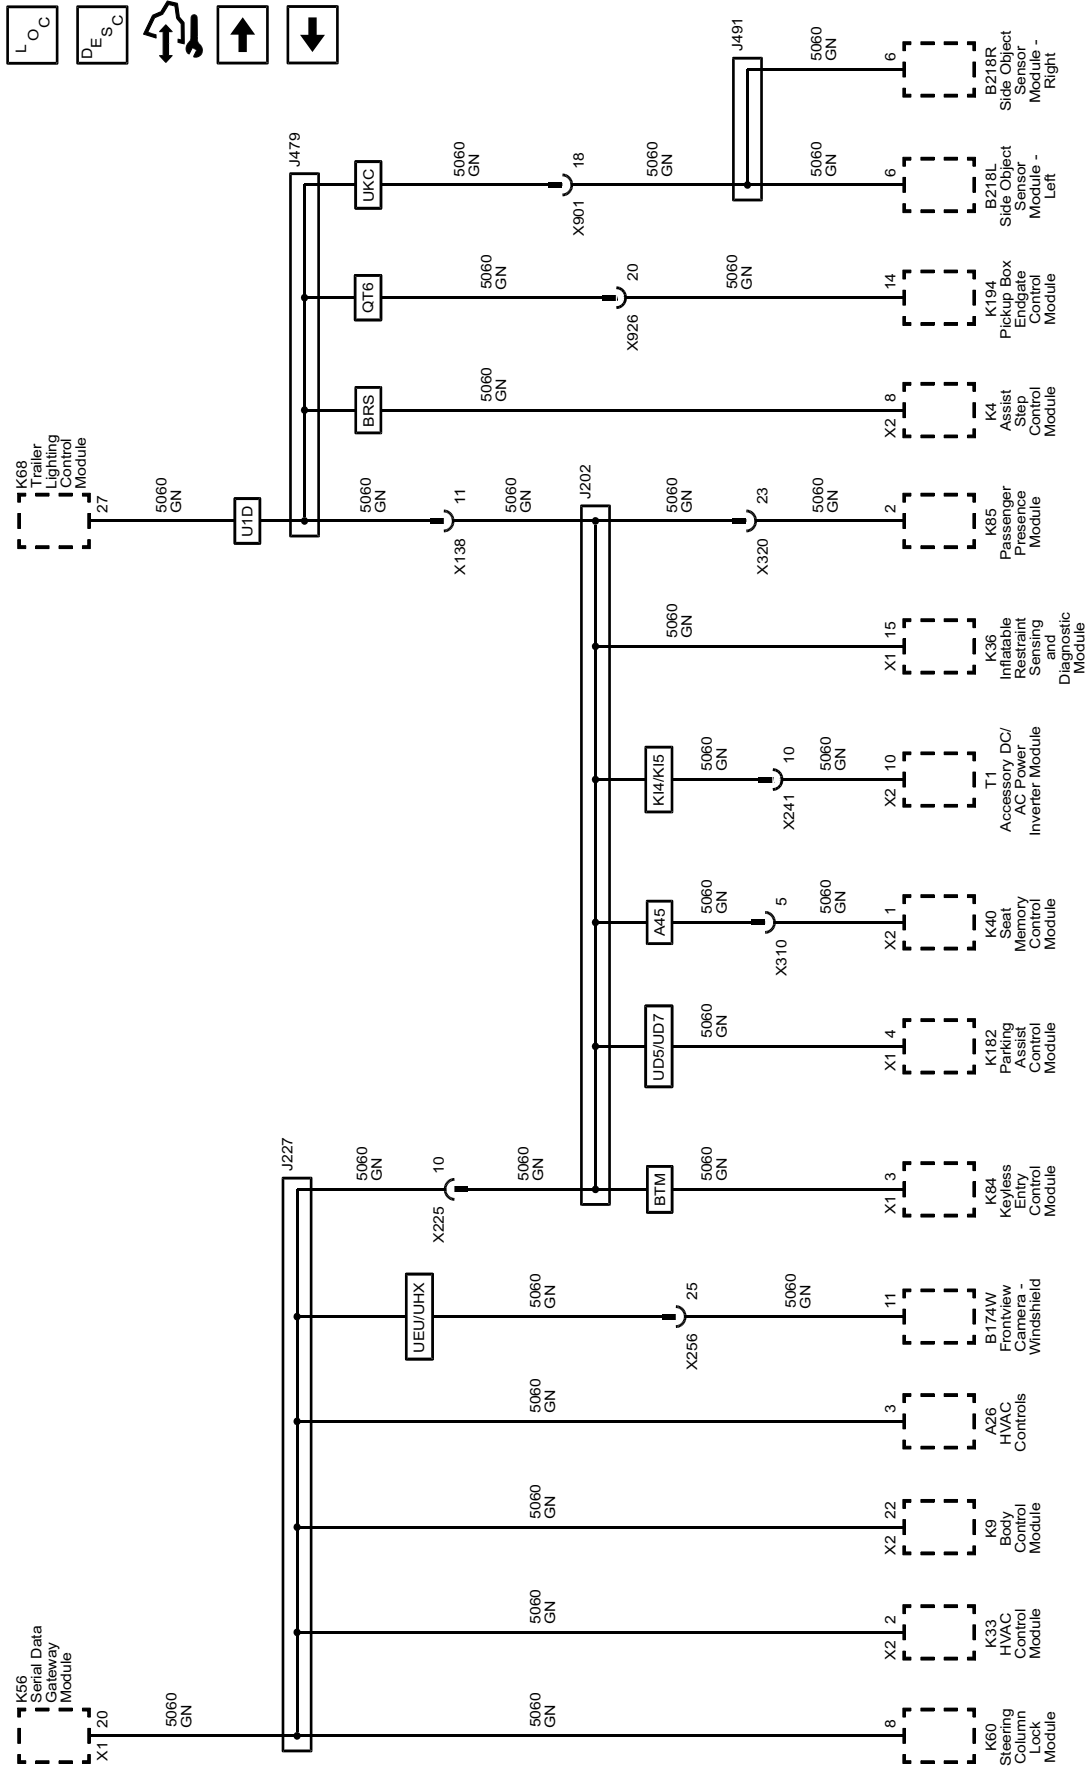 L O C
D E S C
K56
Serial Data
Gateway
Module
X1 20
5060
GN
J227
5060
GN
8
K60
Steering
Column
Lock
Module
5060
GN
X2 2
K33
HVAC
Control
Module
5060
GN
X2 22
K9
Body
Control
Module
5060
GN
3
A26
HVAC
Controls
UEU/UHX
5060
GN
X256 25
5060
GN
11
B174W
Frontview
Camera -
Windshield
5060
GN
X225 10
5060
GN
J202
BTM
5060
GN
X1 3
K84
Keyless
Entry
Control
Module
UD5/UD7
5060
GN
X1 4
K182
Parking
Assist
Control
Module
A45
5060
GN
X310 5
5060
GN
X2 1
K40
Seat
Memory
Control
Module
KI4/KI5
5060
GN
X241 10
5060
GN
X2 10
T1
Accessory DC/
AC Power
Inverter Module
5060
GN
X1 15
K36
Inflatable
Restraint
Sensing
and
Diagnostic
Module
K68
Trailer
Lighting
Control
Module
27
5060
GN
U1D
J479
5060
GN
X138 11
5060
GN
5060
GN
X320 23
5060
GN
2
K85
Passenger
Presence
Module
BRS
5060
GN
X2 8
K4
Assist
Step
Control
Module
QT6
5060
GN
X926 20
5060
GN
14
K194
Pickup Box
Endgate
Control
Module
UKC
5060
GN
X901 18
5060
GN
J491
5060
GN
6
B218L
Side Object
Sensor
Module -
Left
5060
GN
6
B218R
Side Object
Sensor
Module -
Right